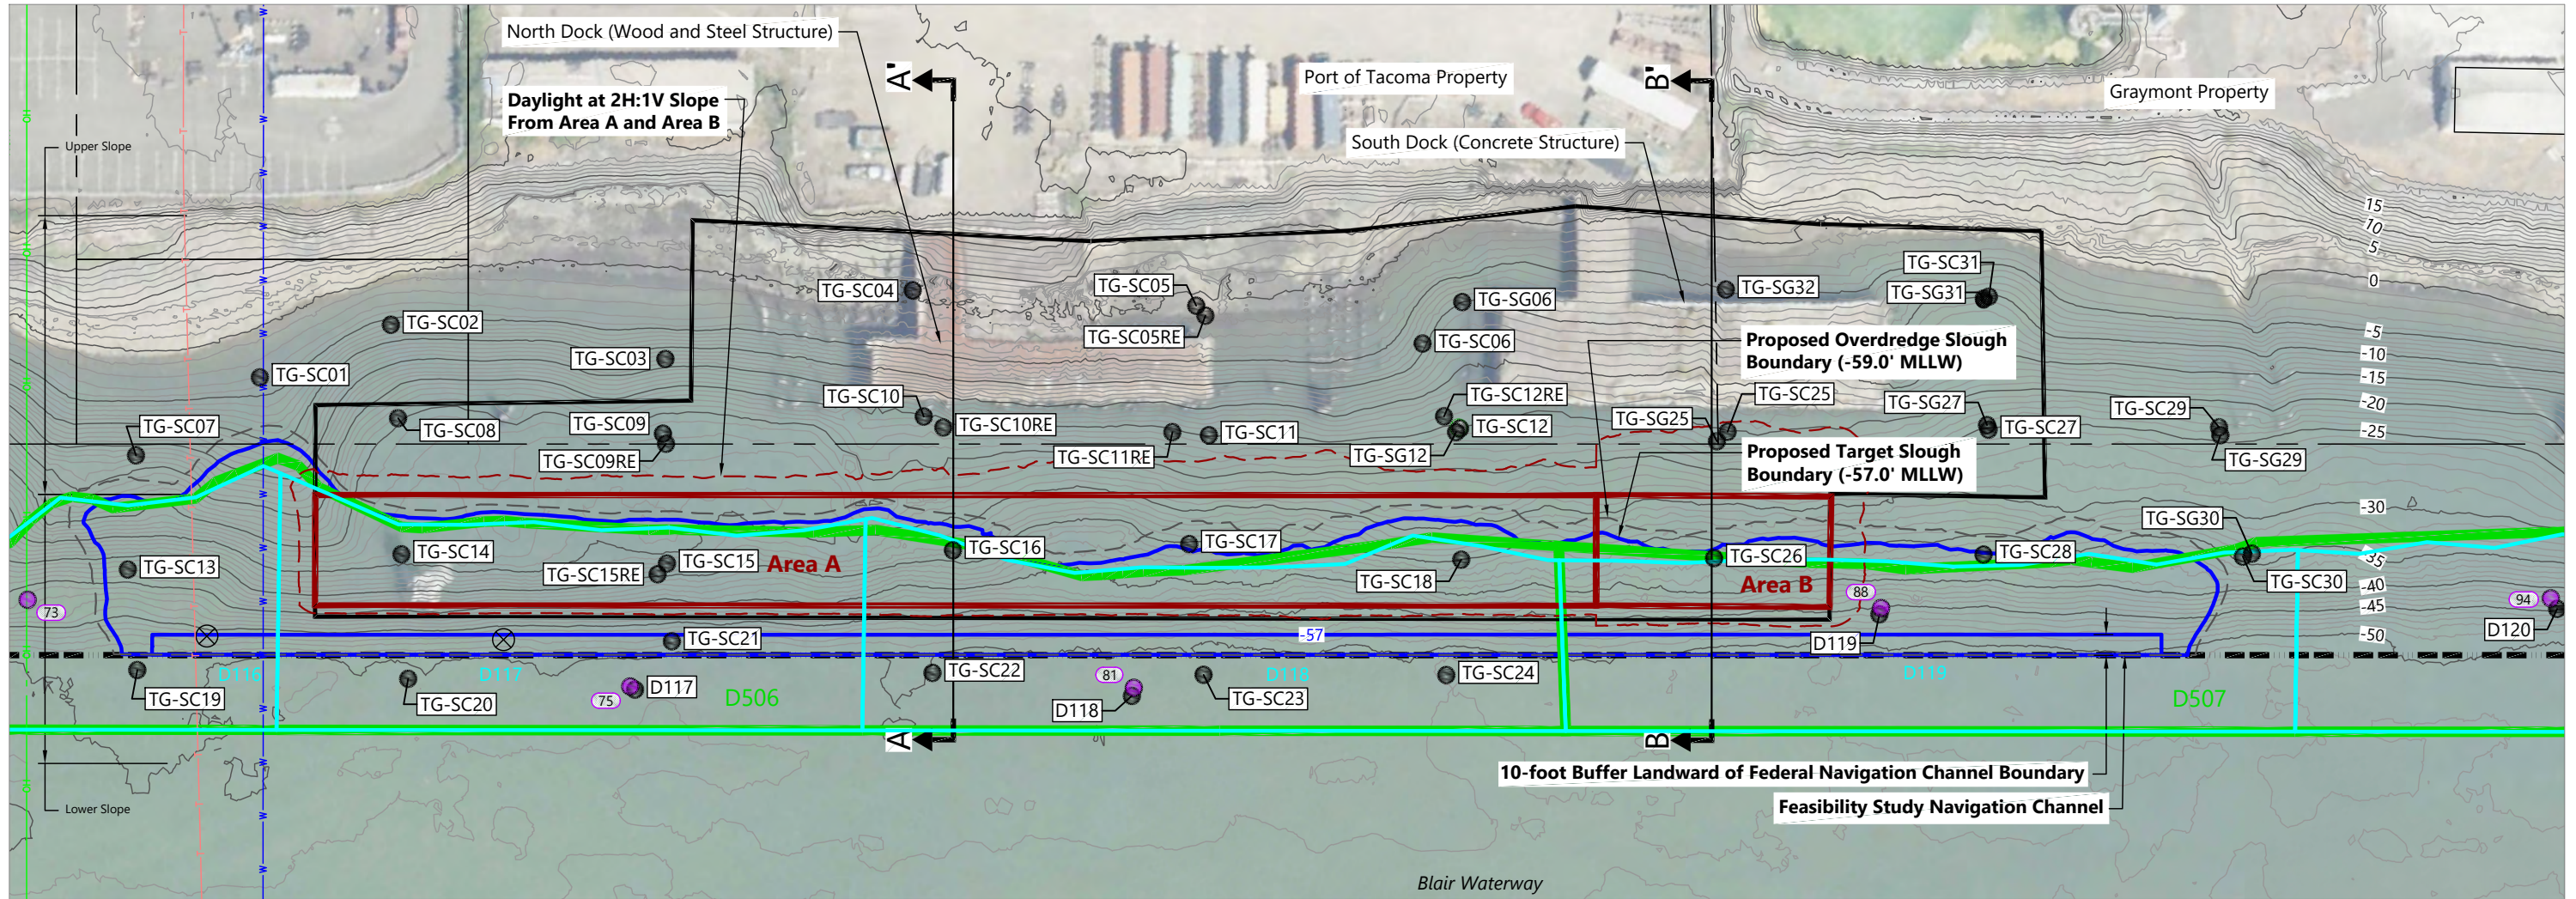 North Dock (Wood and Steel Structure)
A'
B'
Port of Tacoma Property
Graymont Property
Daylight at 2H:1V Slope
From Area A and Area B
South Dock (Concrete Structure)
Upper Slope
15
10
5
0
-5
-10
-15
-20
-25
-30
-35
-40
-45
-50
TG-SC31
TG-SG31
TG-SG32
TG-SC04
TG-SC05
TG-SG06
TG-SC02
TG-SC05RE
TG-SC06
TG-SC03
TG-SC01
Proposed Overdredge Slough
Boundary (-59.0' MLLW)
TG-SC10
TG-SC12RE
TG-SC25
TG-SG27
TG-SC29
TG-SC07
TG-SC08
TG-SC09
TG-SC10RE
TG-SC11
TG-SC12
TG-SG25
TG-SC27
TG-SC09RE
TG-SC11RE
TG-SG12
TG-SG29
Proposed Target Slough
Boundary (-57.0' MLLW)
TG-SG30
TG-SC14
TG-SC16
TG-SC17
TG-SC26
TG-SC28
TG-SC13
TG-SC15
TG-SC15RE
Area A
TG-SC18
Area B
TG-SC30
73
88
94
TG-SC21
-57
D119
D120
D116
D117
D118
D119
TG-SC22
TG-SC24
TG-SC19
TG-SC20
75
D117
D506
81
D118
TG-SC23
D507
A
B
10-foot Buffer Landward of Federal Navigation Channel Boundary
Feasibility Study Navigation Channel
Lower Slope
Blair Waterway
W
W
W
W
W
W
W
W
W
T
T
T
T
T
T
T
OH
OH
OH
OH